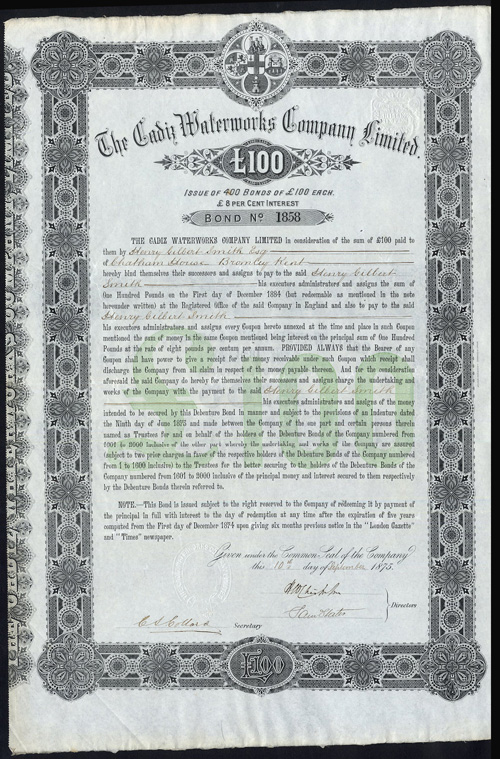 The Cadiz Waterworks Company Limited.
£100
ISSUE OF 400 BONDS OF £100 EACH.
£ 8 PER CENT INTEREST
BOND No 1858
THE CADIZ WATERWORKS COMPANY LIMITED in consideration of the sum of £100 paid to
them by Henry Gilbert Smith Esq
Chatham House Bromley Kent
hereby bind themselves their successors and assigns to pay to the said Henry Gilbert
Smith his executors administrators and assigns the sum of
One Hundred Pounds on the First day of December 1884 (but redeemable as mentioned in the note
hereunder written) at the Registered Office of the said Company in England and also to pay to the said
Henry Gilbert Smith
his executors administrators and assigns every Coupon hereto annexed at the time and place in such Coupon
mentioned the sum of money in the same Coupon mentioned being interest on the principal sum of One Hundred
Pounds at the rate of eight pounds per centum per annum. PROVIDED ALWAYS that the Bearer of any
Coupon shall have power to give a receipt for the money receivable under such Coupon which receipt shall
discharge the Company from all claim in respect of the money payable thereon. And for the consideration
aforesaid the said Company do hereby for themselves their successors and assigns charge the undertaking and
works of the Company with the payment to the said Henry Gilbert Smith
his executors administrators and assigns of the money
intended to be secured by this Debenture Bond in manner and subject to the provisions of an Indenture dated
the Ninth day of June 1875 and made between the Company of the one part and certain persons therein
named as Trustees for and on behalf of the holders of the Debenture Bonds of the Company numbered from
1601 to 2000 inclusive of the other part whereby the undertaking, and works of the Company are assured
(subject to two prior charges in favor of the respective holders of the Debenture Bonds of the Company numbered
from 1 to 1600 inclusive) to the Trustees for the better securing to the holders of the Debenture Bonds of the
Company numbered from 1601 to 2000 inclusive of the principal money and interest secured to them respectively
by the Debenture Bonds therein referred to.
NOTE.—This Bond is issued subject to the right reserved to the Company of redeeming it by payment of
the principal in full with interest to the day of redemption at any time after the expiration of five years
computed from the First day of December 1874 upon giving six months previous notice in the "London Gazette"
and "Times" newspaper.
Given under the Common Seal of the Company
this 10th day of September 1875.
Directors
Secretary
£100